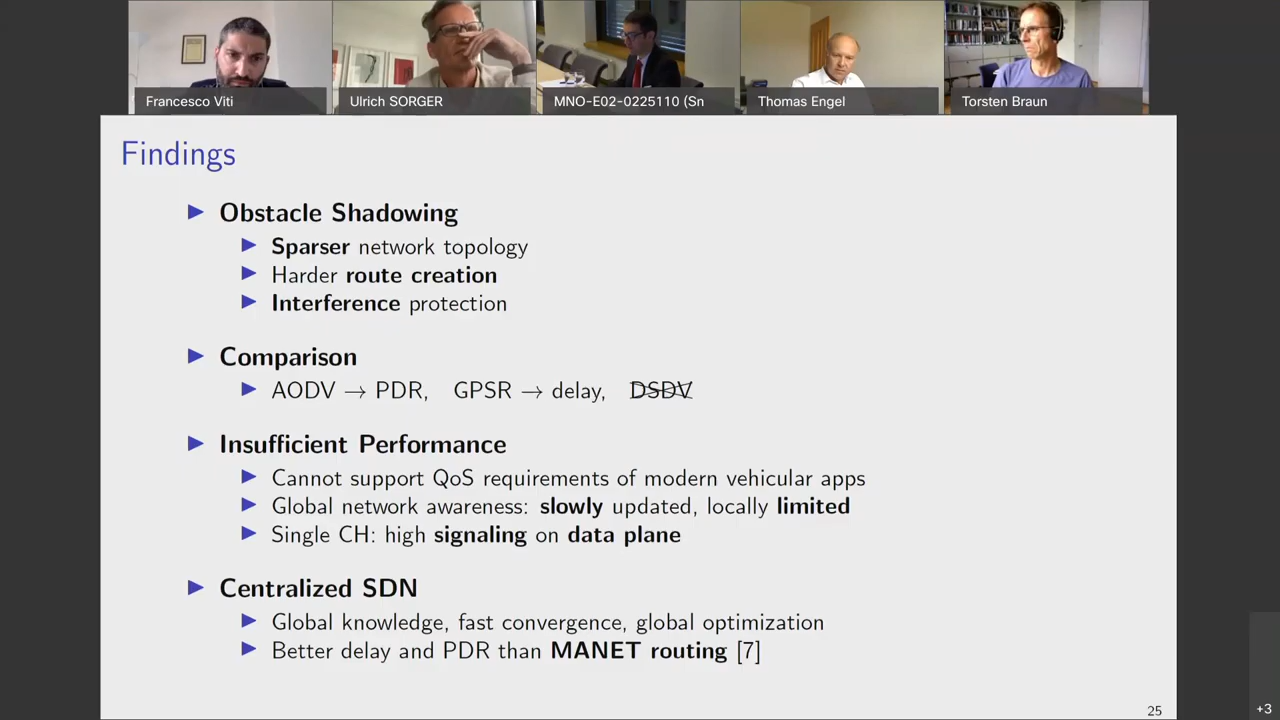 Francesco Viti
Ulrich SORGER
MNO-E02-0225110 (Sn
Thomas Engel
Torsten Braun
Findings
Obstacle Shadowing
Sparser network topology
Harder route creation
Interference protection
Comparison
AODV → PDR, GPSR → delay, DSDV
Insufficient Performance
Cannot support QoS requirements of modern vehicular apps
Global network awareness: slowly updated, locally limited
Single CH: high signaling on data plane
Centralized SDN
Global knowledge, fast convergence, global optimization
Better delay and PDR than MANET routing [7]
25
+3